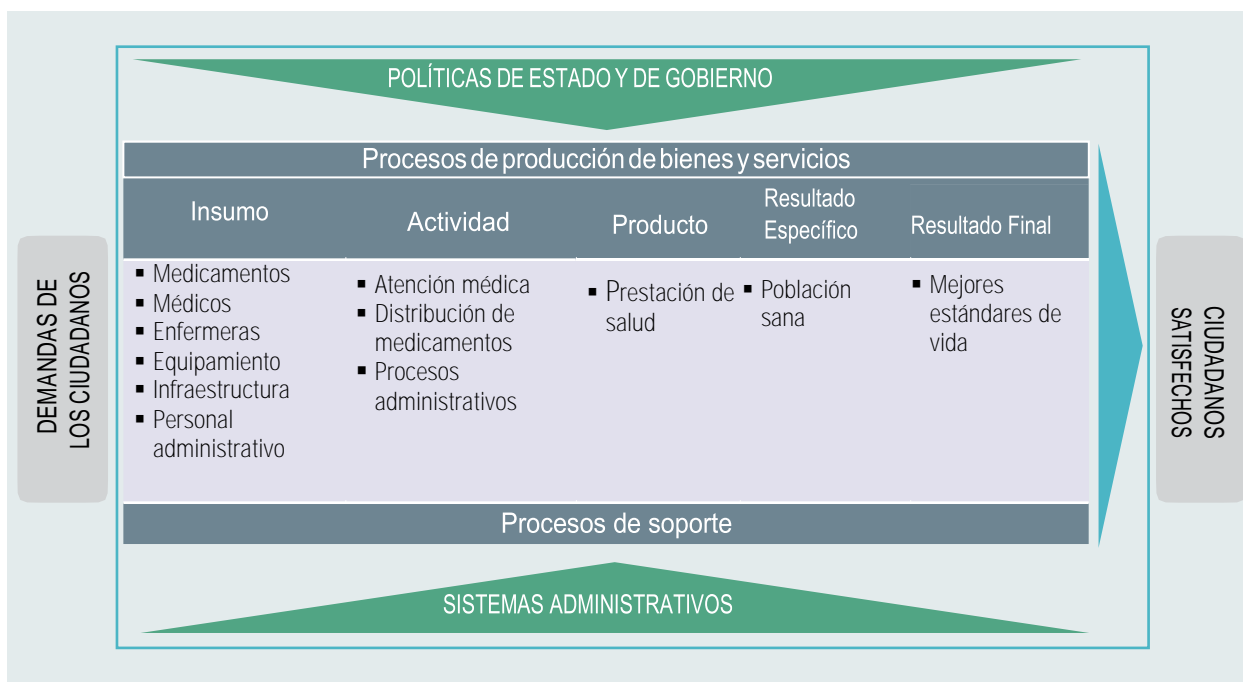 POLÍTICAS DE ESTADO Y DE GOBIERNO
Procesos de producción de bienes y servicios
Insumo
Actividad
Producto
Resultado
Específico
Resultado Final
▪ Medicamentos
▪ Médicos
▪ Enfermeras
▪ Equipamiento
▪ Infraestructura
▪ Personal
administrativo
▪ Atención médica
▪ Distribución de
medicamentos
▪ Procesos
administrativos
▪ Prestación de
salud
▪ Población
sana
▪ Mejores
estándares de
vida
Procesos de soporte
SISTEMAS ADMINISTRATIVOS
DEMANDAS DE
LOS CIUDADANOS
CIUDADANOS
SATISFECHOS